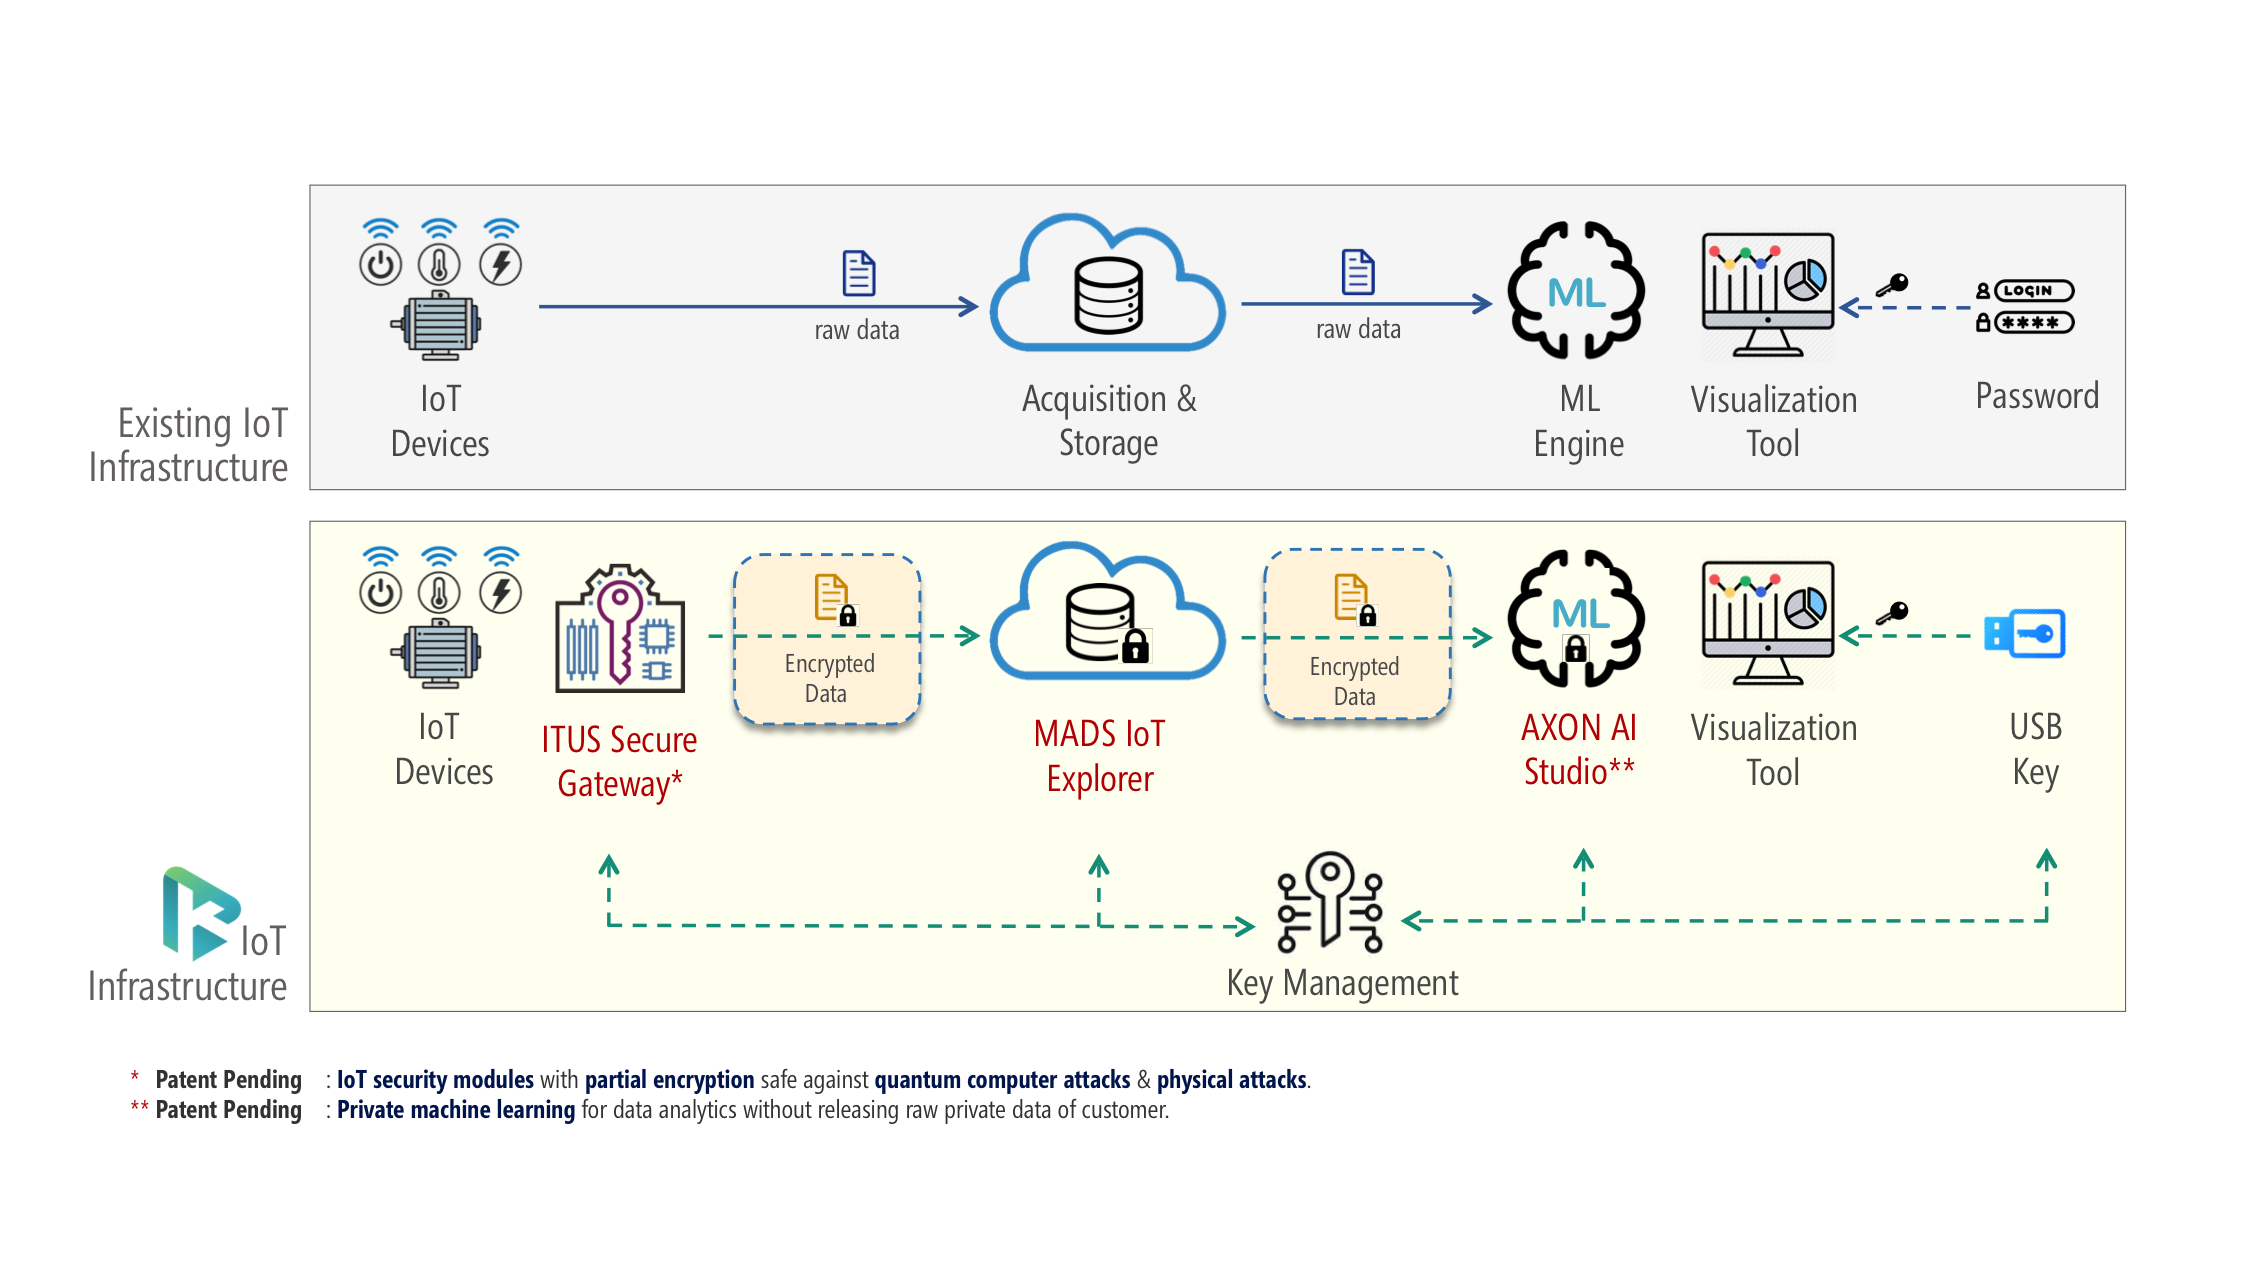 raw data
raw data
ML
LOGIN
****
IoT
Devices
Acquisition &
Storage
ML
Engine
Visualization
Tool
Password
Existing IoT
Infrastructure
Encrypted
Data
Encrypted
Data
ML
IoT
Devices
ITUS Secure
Gateway*
MADS IoT
Explorer
AXON AI
Studio**
Visualization
Tool
USB
Key
IoT
Infrastructure
Key Management
* Patent Pending : IoT security modules with partial encryption safe against quantum computer attacks & physical attacks.
** Patent Pending : Private machine learning for data analytics without releasing raw private data of customer.